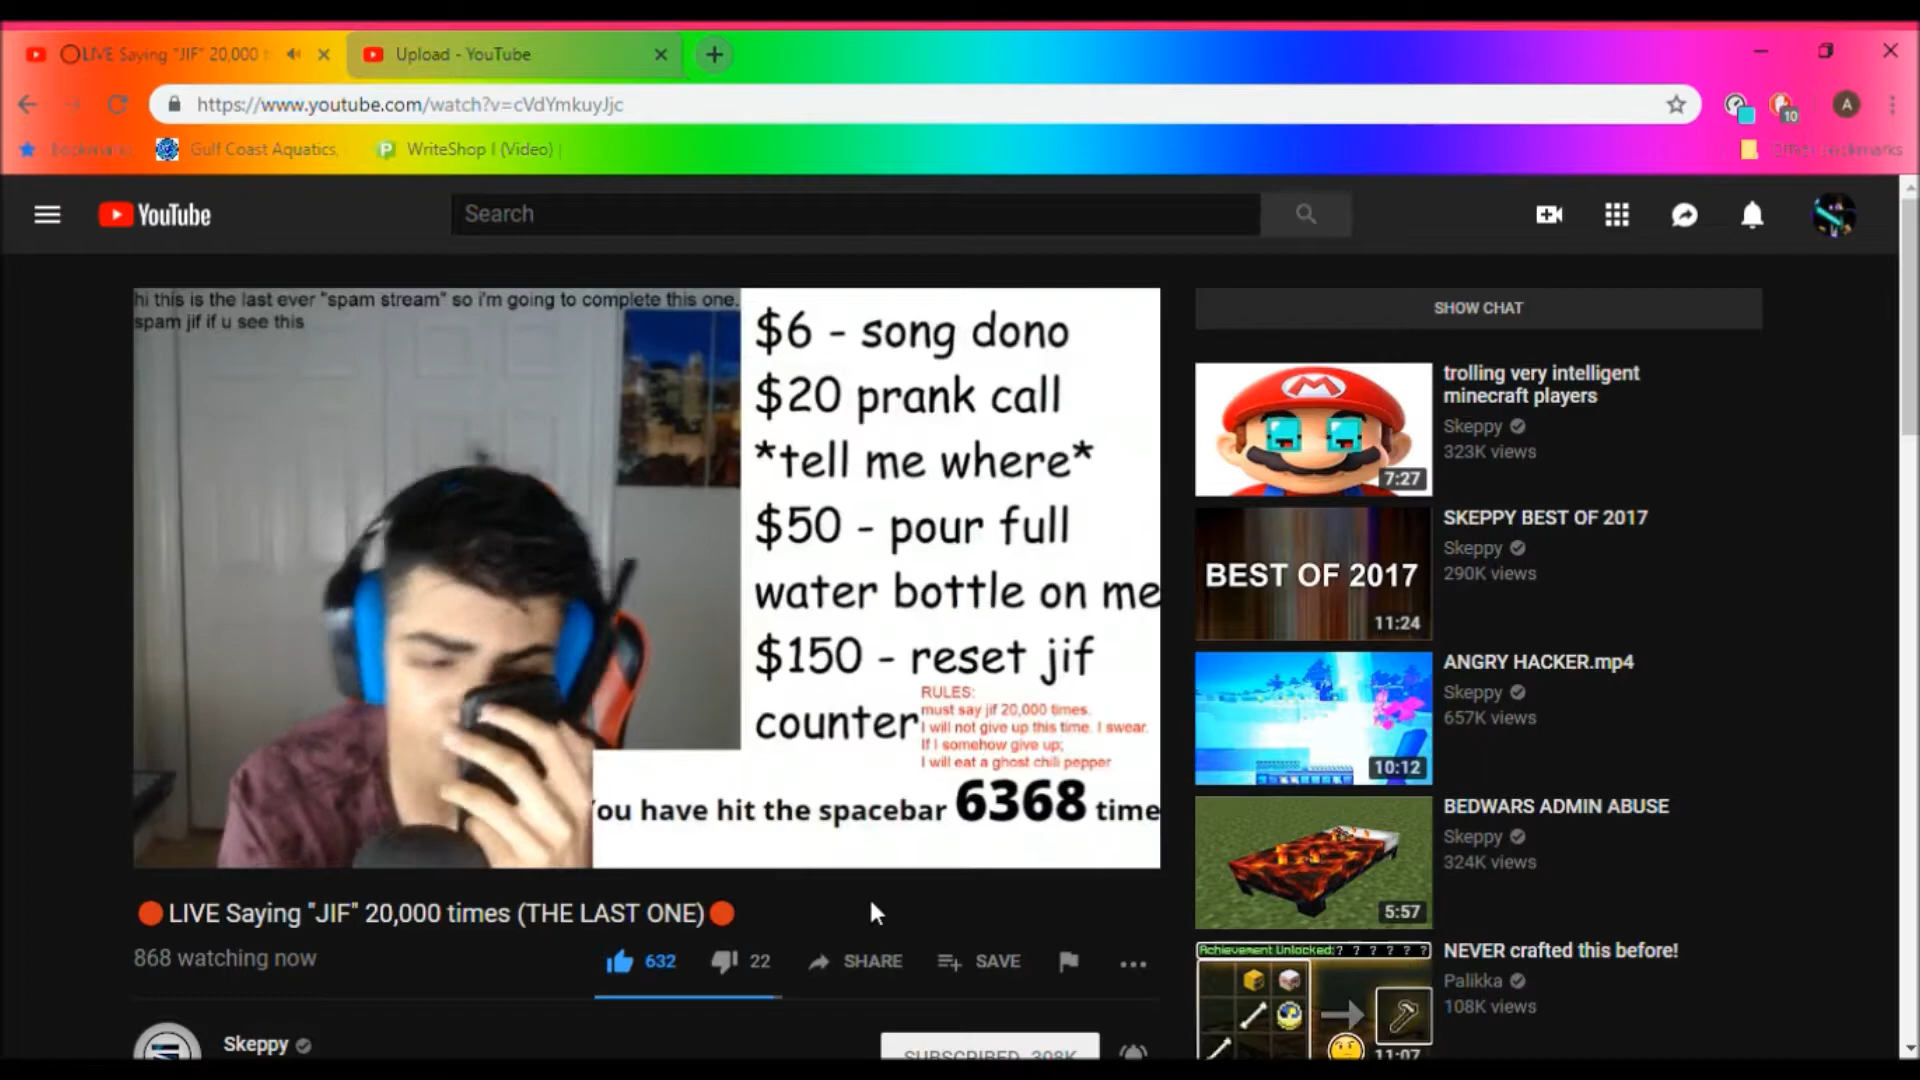 LIVE Saying "JIF" 20,000
Upload - YouTube
https://www.youtube.com/watch?v=cVdYmkuyJjc
10
A
Bookmarks
Gulf Coast Aquatics,
WriteShop I (Video)
Other bookmarks
YouTube
Search
hi this is the last ever "spam stream" so i'm going to complete this one.
spam jif if u see this
$6 - song dono
$20 prank call
*tell me where*
$50 - pour full
water bottle on me
$150 - reset jif
counter
RULES:
must say jif 20,000 times.
I will not give up this time. I swear.
If I somehow give up;
I will eat a ghost chili pepper
ou have hit the spacebar 6368 time
LIVE Saying "JIF" 20,000 times (THE LAST ONE)
868 watching now
632
22
SHARE
SAVE
Skeppy
SUBSCRIBED 308K
SHOW CHAT
trolling very intelligent
minecraft players
Skeppy
323K views
7:27
SKEPPY BEST OF 2017
Skeppy
290K views
BEST OF 2017
11:24
ANGRY HACKER.mp4
Skeppy
657K views
10:12
BEDWARS ADMIN ABUSE
Skeppy
324K views
5:57
Achievement Unlocked: ? ? ? ? ? ?
NEVER crafted this before!
Palikka
108K views
11:07